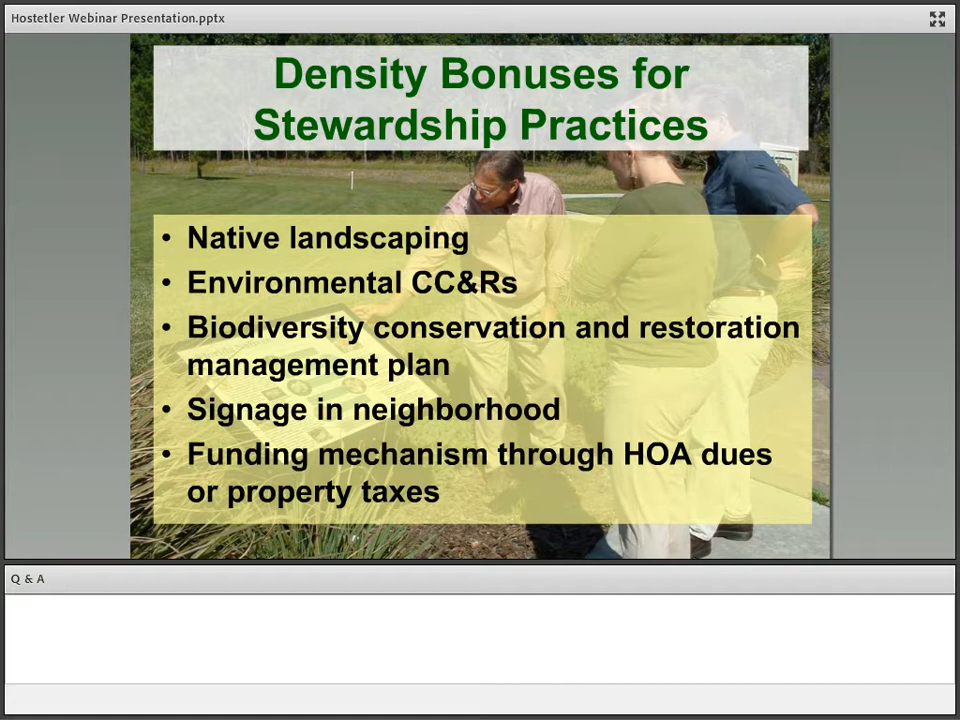 Hostetler Webinar Presentation.pptx
Density Bonuses for
Stewardship Practices
• Native landscaping
• Environmental CC&Rs
• Biodiversity conservation and restoration
management plan
• Signage in neighborhood
• Funding mechanism through HOA dues
or property taxes
Q & A